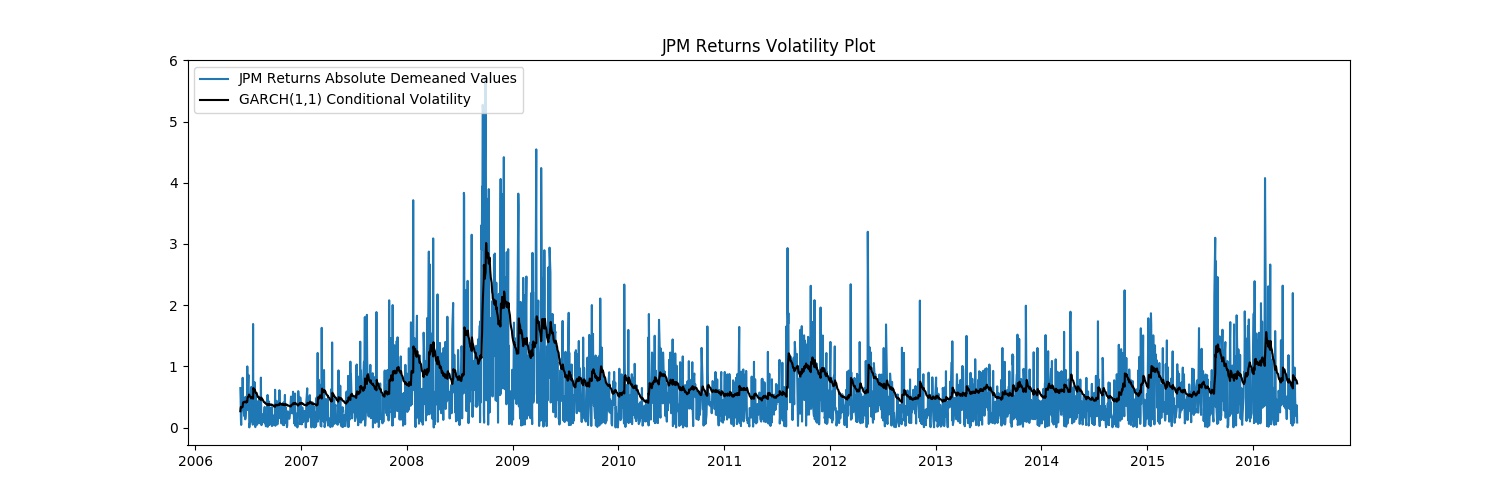 JPM Returns Volatility Plot
JPM Returns Absolute Demeaned Values
GARCH(1,1) Conditional Volatility
6
5
4
3
2
1
0
2006 2007 2008 2009 2010 2011 2012 2013 2014 2015 2016